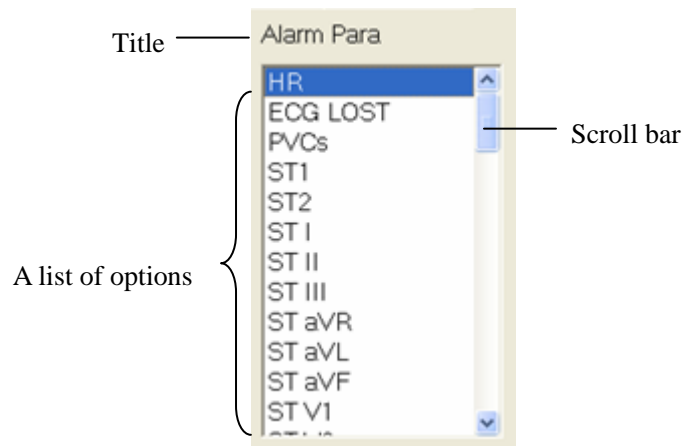 Title
Alarm Para
HR
ECG LOST
PVCs
ST1
ST2
ST I
ST II
ST III
ST aVR
ST aVL
ST aVF
ST V1
Scroll bar
A list of options